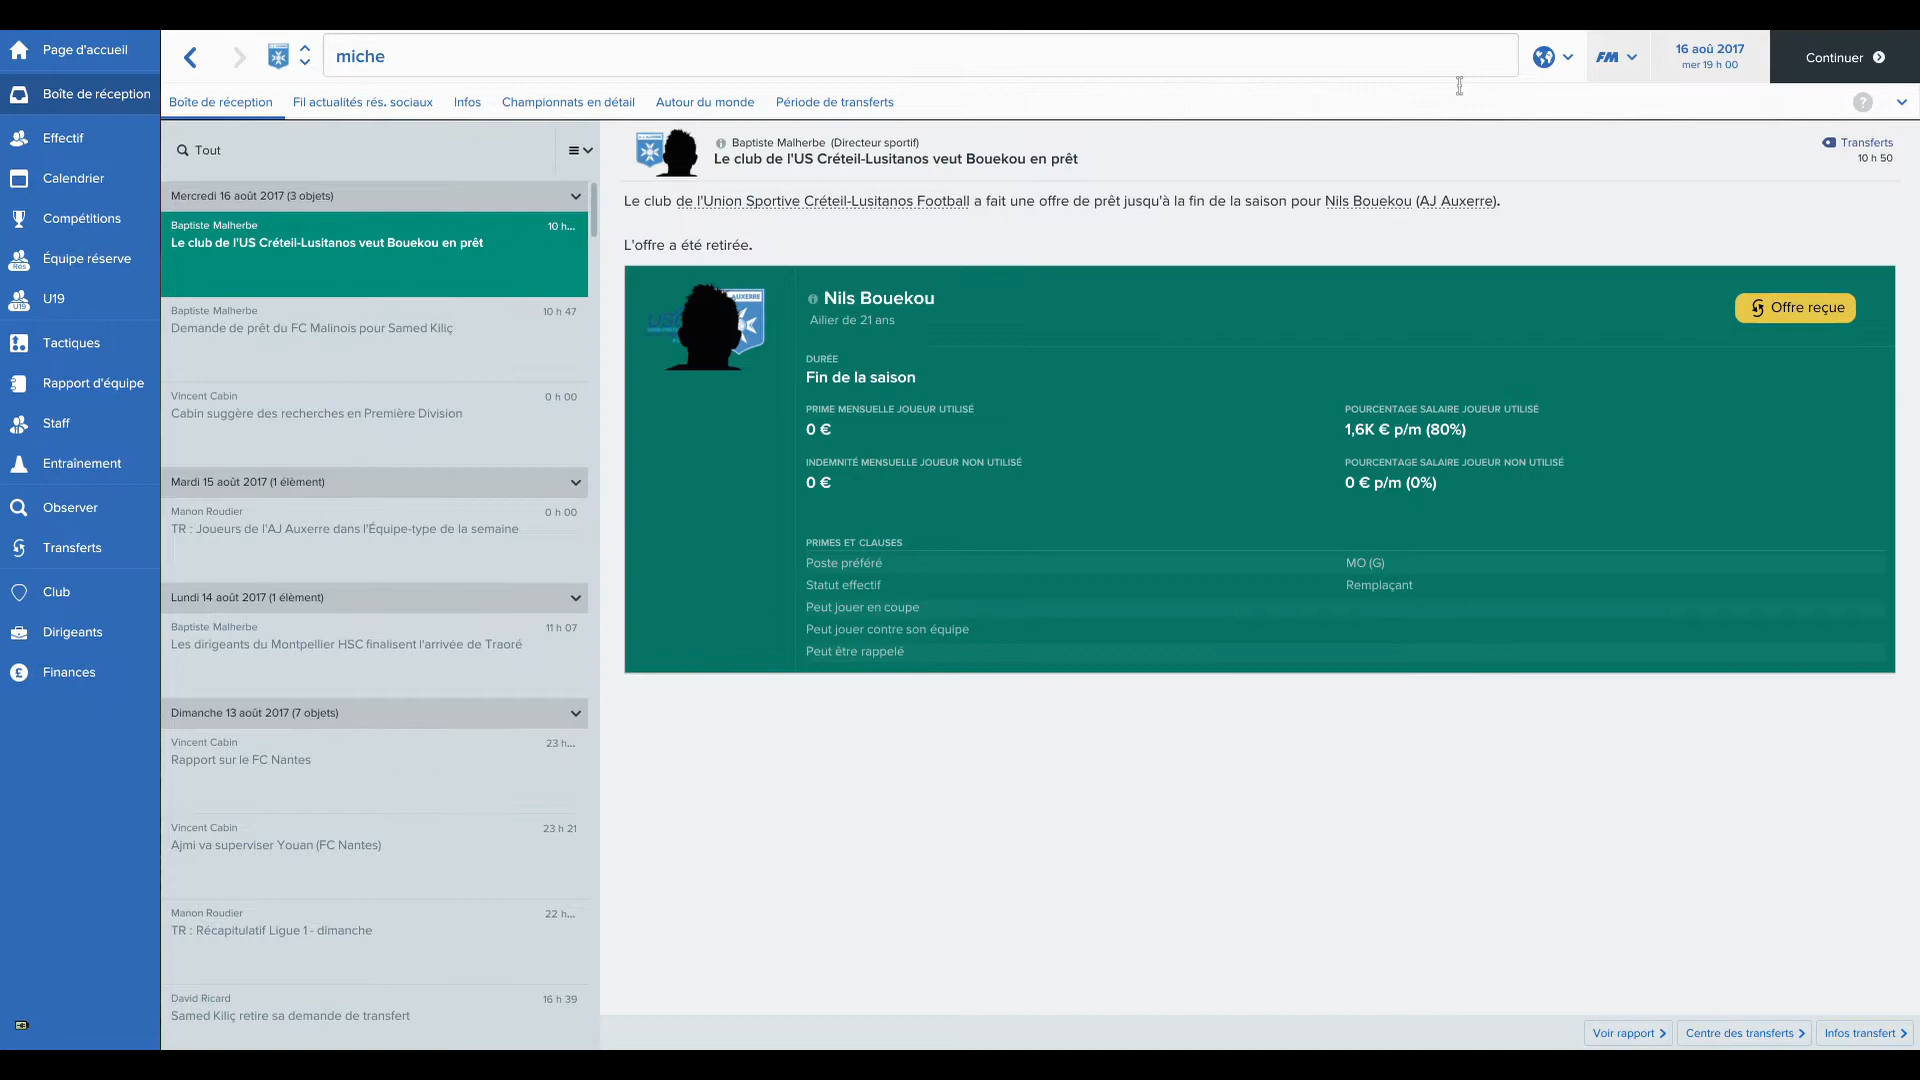 Page d'accueil
Boîte de réception
Effectif
Calendrier
Compétitions
Équipe réserve
Rés
U19
U19
Tactiques
Rapport d'équipe
Staff
Entraînement
Observer
Transferts
Club
Dirigeants
Finances
miche
FM
16 aoû 2017
mer 19 h 00
Continuer
Boîte de réception
Fil actualités rés. sociaux
Infos
Championnats en détail
Autour du monde
Période de transferts
?
Tout
Mercredi 16 août 2017 (3 objets)
Baptiste Malherbe 10 h...
Le club de l'US Créteil-Lusitanos veut Bouekou en prêt
Baptiste Malherbe 10 h 47
Demande de prêt du FC Malinois pour Samed Kiliç
Vincent Cabin 0 h 00
Cabin suggère des recherches en Première Division
Mardi 15 août 2017 (1 élèment)
Manon Roudier 0 h 00
TR : Joueurs de l'AJ Auxerre dans l'Équipe-type de la semaine
Lundi 14 août 2017 (1 élèment)
Baptiste Malherbe 11 h 07
Les dirigeants du Montpellier HSC finalisent l'arrivée de Traoré
Dimanche 13 août 2017 (7 objets)
Vincent Cabin 23 h...
Rapport sur le FC Nantes
Vincent Cabin 23 h 21
Ajmi va superviser Youan (FC Nantes)
Manon Roudier 22 h...
TR : Récapitulatif Ligue 1 - dimanche
David Ricard 16 h 39
Samed Kiliç retire sa demande de transfert
Baptiste Malherbe (Directeur sportif)
Le club de l'US Créteil-Lusitanos veut Bouekou en prêt
Transferts
10 h 50
Le club de l'Union Sportive Créteil-Lusitanos Football a fait une offre de prêt jusqu'à la fin de la saison pour Nils Bouekou (AJ Auxerre).
L'offre a été retirée.
Nils Bouekou
Ailier de 21 ans
Offre reçue
DURÉE
Fin de la saison
PRIME MENSUELLE JOUEUR UTILISÉ
0 €
POURCENTAGE SALAIRE JOUEUR UTILISÉ
1,6K € p/m (80%)
INDEMNITÉ MENSUELLE JOUEUR NON UTILISÉ
0 €
POURCENTAGE SALAIRE JOUEUR NON UTILISÉ
0 € p/m (0%)
PRIMES ET CLAUSES
Poste préféré MO (G)
Statut effectif Remplaçant
Peut jouer en coupe
Peut jouer contre son équipe
Peut être rappelé
Voir rapport
Centre des transferts
Infos transfert